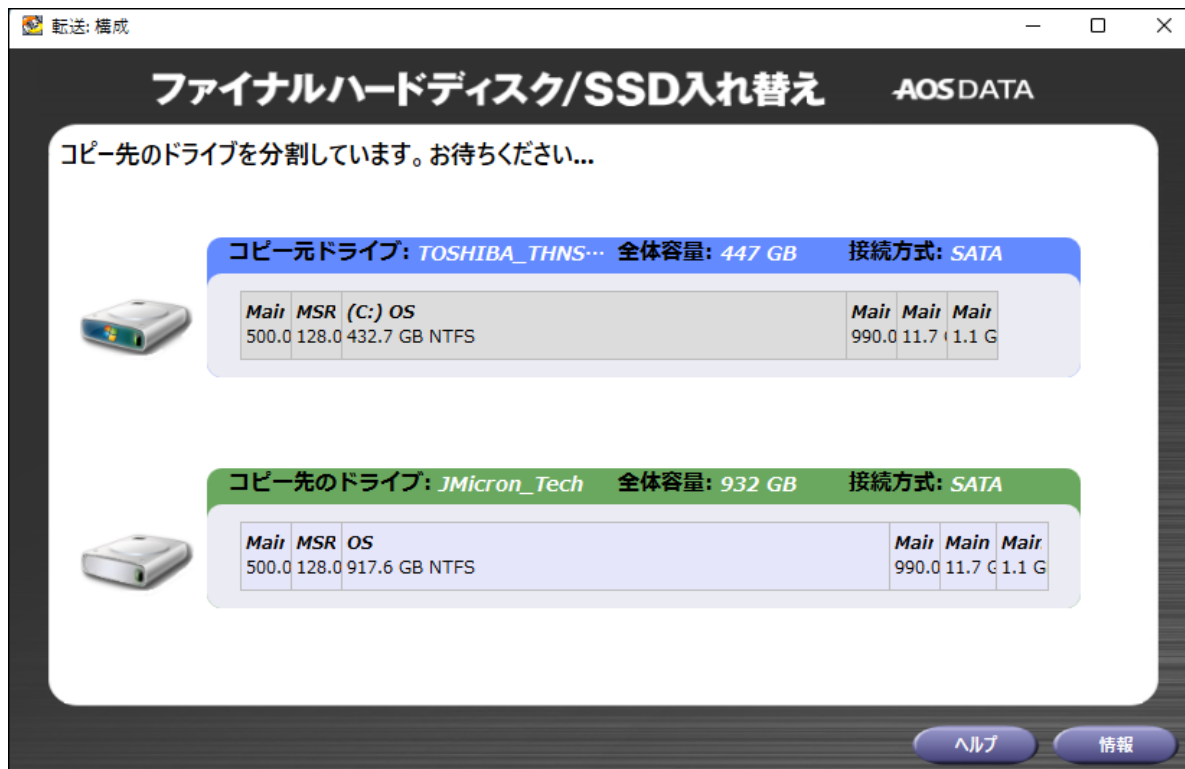 転送: 構成
ファイナルハードディスク/SSD入れ替え AOSDATA
コピー先のドライブを分割しています。お待ちください...
コピー元ドライブ: TOSHIBA_THNS… 全体容量: 447 GB 接続方式: SATA
Mair MSR (C:) OS Mair Mair Mair
500.0 128.0 432.7 GB NTFS 990.0 11.7 1.1 G
コピー先のドライブ: JMicron_Tech 全体容量: 932 GB 接続方式: SATA
Mair MSR OS Mair Main Main
500.0 128.0 917.6 GB NTFS 990.0 11.7 G 1.1 G
ヘルプ 情報